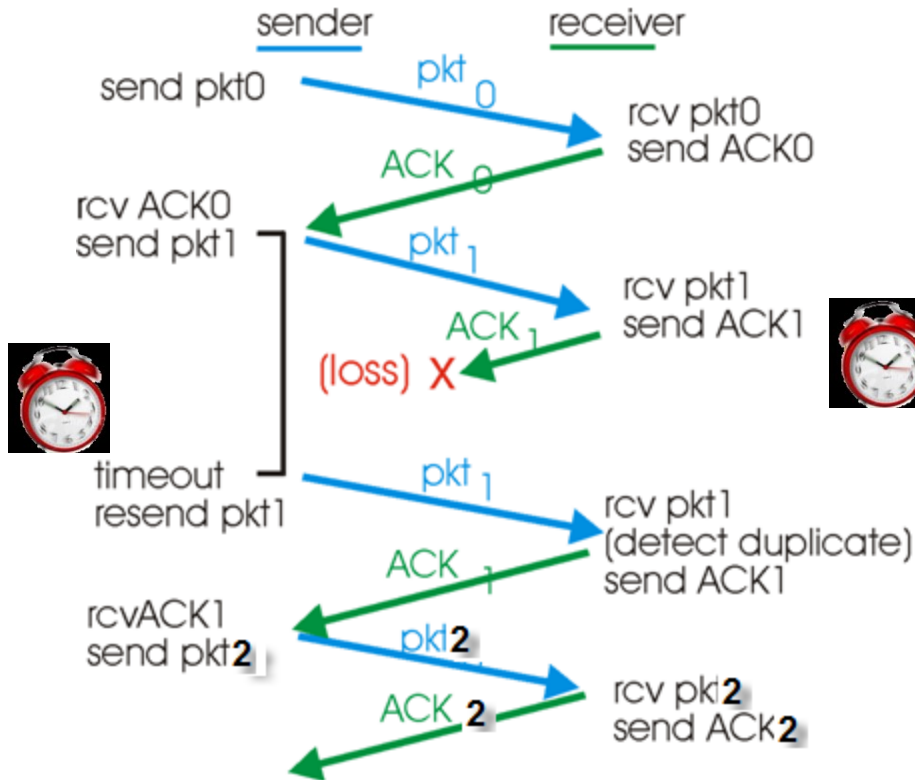 sender
receiver
send pkt0
pkt 0
rcv pkt0
send ACK0
ACK 0
rcv ACK0
send pkt1
pkt 1
rcv pkt1
send ACK1
ACK 1
(loss) X
timeout
resend pkt1
pkt 1
rcv pkt1
(detect duplicate)
send ACK1
ACK 1
rcvACK1
send pkt2
pkt2
rcv pkt2
send ACK2
ACK 2